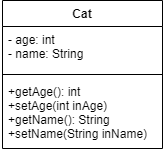 Cat
- age: int
- name: String
+getAge(): int
+setAge(int inAge)
+getName(): String
+setName(String inName)